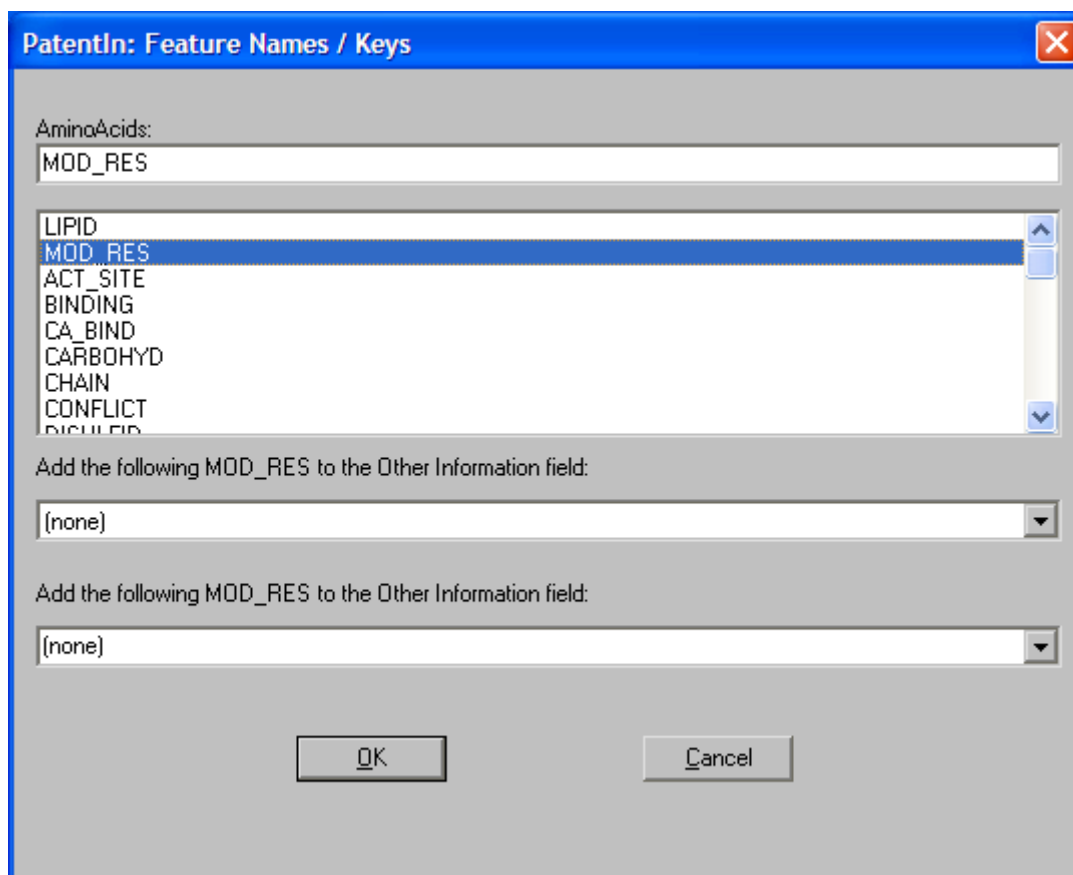 PatentIn: Feature Names / Keys
AminoAcids:
MOD_RES
LIPID
MOD_RES
ACT_SITE
BINDING
CA_BIND
CARBOHYD
CHAIN
CONFLICT
DISULFID
Add the following MOD_RES to the Other Information field:
(none)
Add the following MOD_RES to the Other Information field:
(none)
OK
Cancel